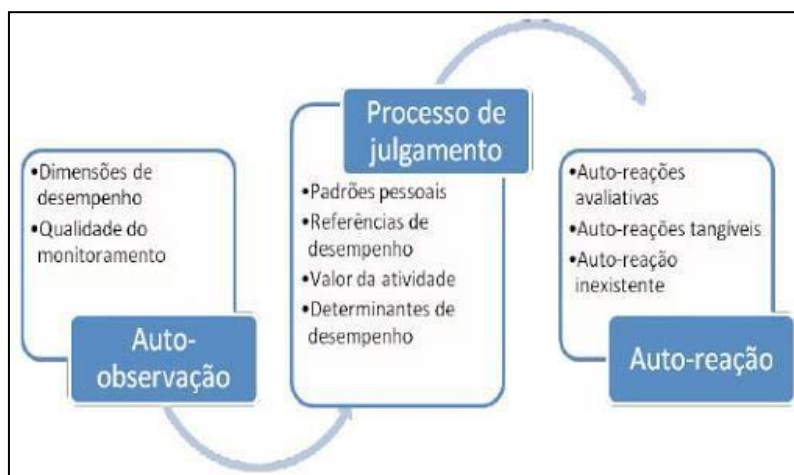 •Dimensões de
desempenho
•Qualidade do
monitoramento
Auto-
observação
Processo de
julgamento
•Padrões pessoais
•Referências de
desempenho
•Valor da atividade
•Determinantes de
desempenho
•Auto-reações
avaliativas
•Auto-reações tangíveis
•Auto-reação
inexistente
Auto-reação